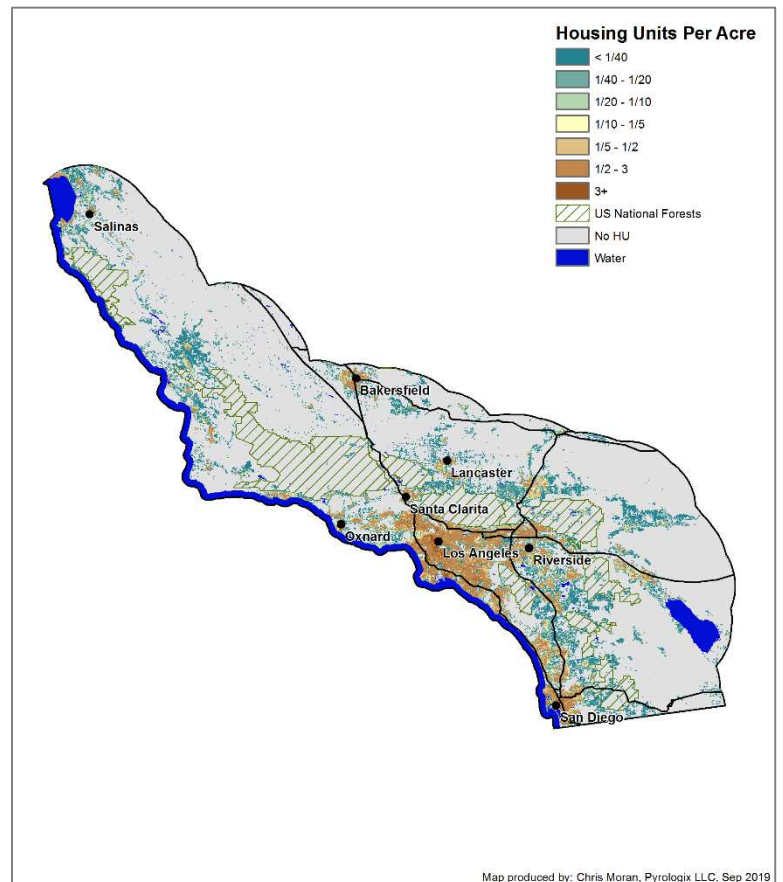 Housing Units Per Acre
< 1/40
1/40 - 1/20
1/20 - 1/10
1/10 - 1/5
1/5 - 1/2
1/2 - 3
3+
US National Forests
No HU
Water
Salinas
Bakersfield
Lancaster
Santa Clarita
Oxnard
Los Angeles
Riverside
San Diego
Map produced by: Chris Moran, Pyrologix LLC, Sep 2019